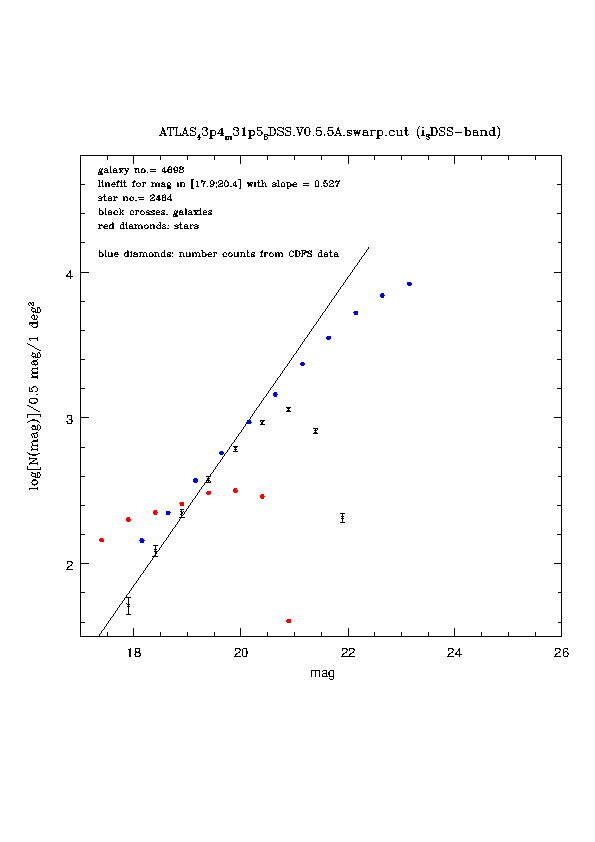 ATLAS₄3p4ₘ31p5ₛDSS.V0.5.5A.swarp.cut (iₛDSS-band)
galaxy no.= 4698
linefit for mag in [17.9;20.4] with slope = 0.527
star no.= 2484
black crosses: galaxies
red diamonds: stars
blue diamonds: number counts from CDFS data
log[N(mag)]/0.5 mag/1 deg²
4
3
2
18 20 22 24 26
mag